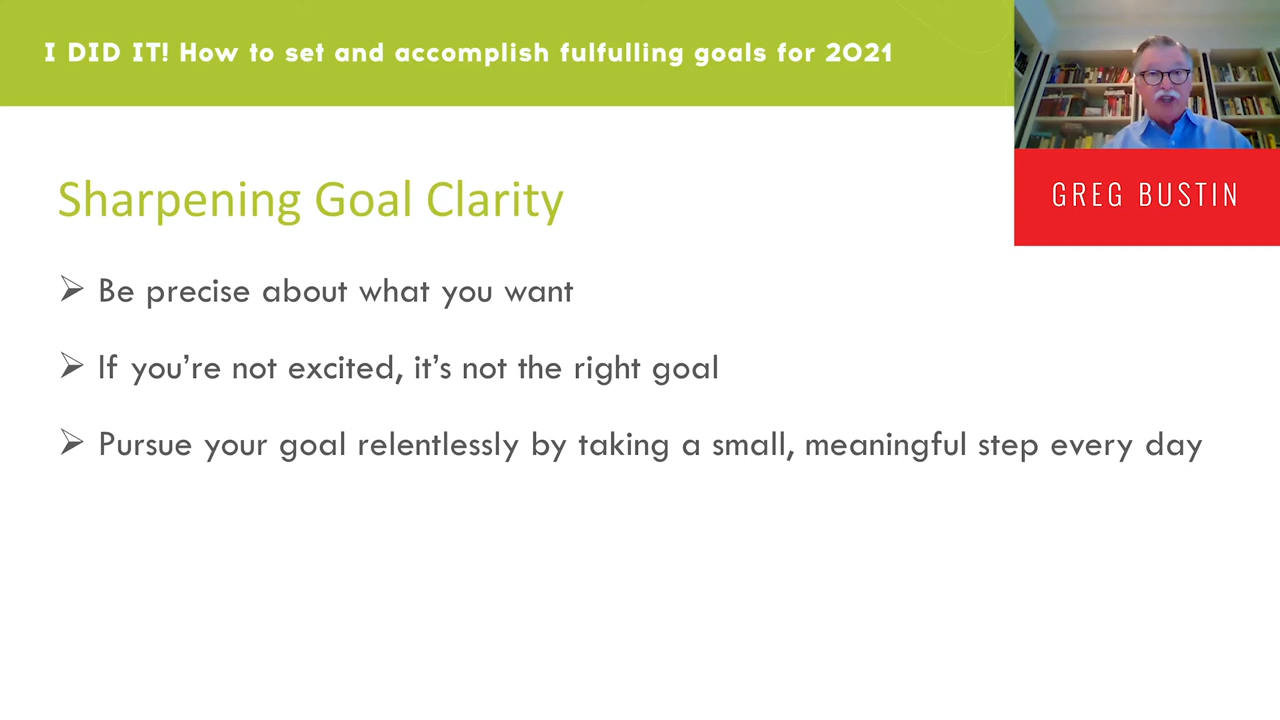 I DID IT! How to set and accomplish fulfulling goals for 2021
GREG BUSTIN
Sharpening Goal Clarity
Be precise about what you want
If you're not excited, it's not the right goal
Pursue your goal relentlessly by taking a small, meaningful step every day